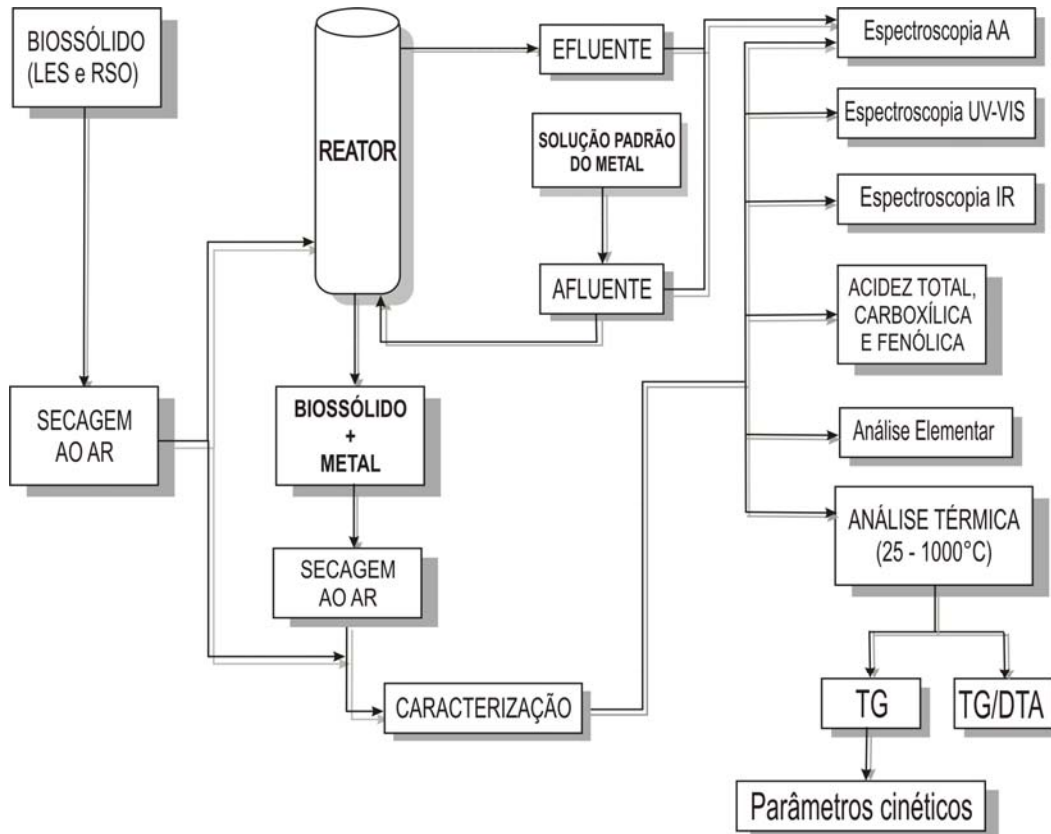 BIOSSÓLIDO
(LES e RSO)
SECAGEM
AO AR
REATOR
BIOSSÓLIDO
+
METAL
SECAGEM
AO AR
CARACTERIZAÇÃO
EFLUENTE
SOLUÇÃO PADRÃO
DO METAL
AFLUENTE
Espectroscopia AA
Espectroscopia UV-VIS
Espectroscopia IR
ACIDEZ TOTAL,
CARBOXÍLICA
E FENÓLICA
Análise Elementar
ANÁLISE TÉRMICA
(25 - 1000°C)
TG
TG/DTA
Parâmetros cinéticos